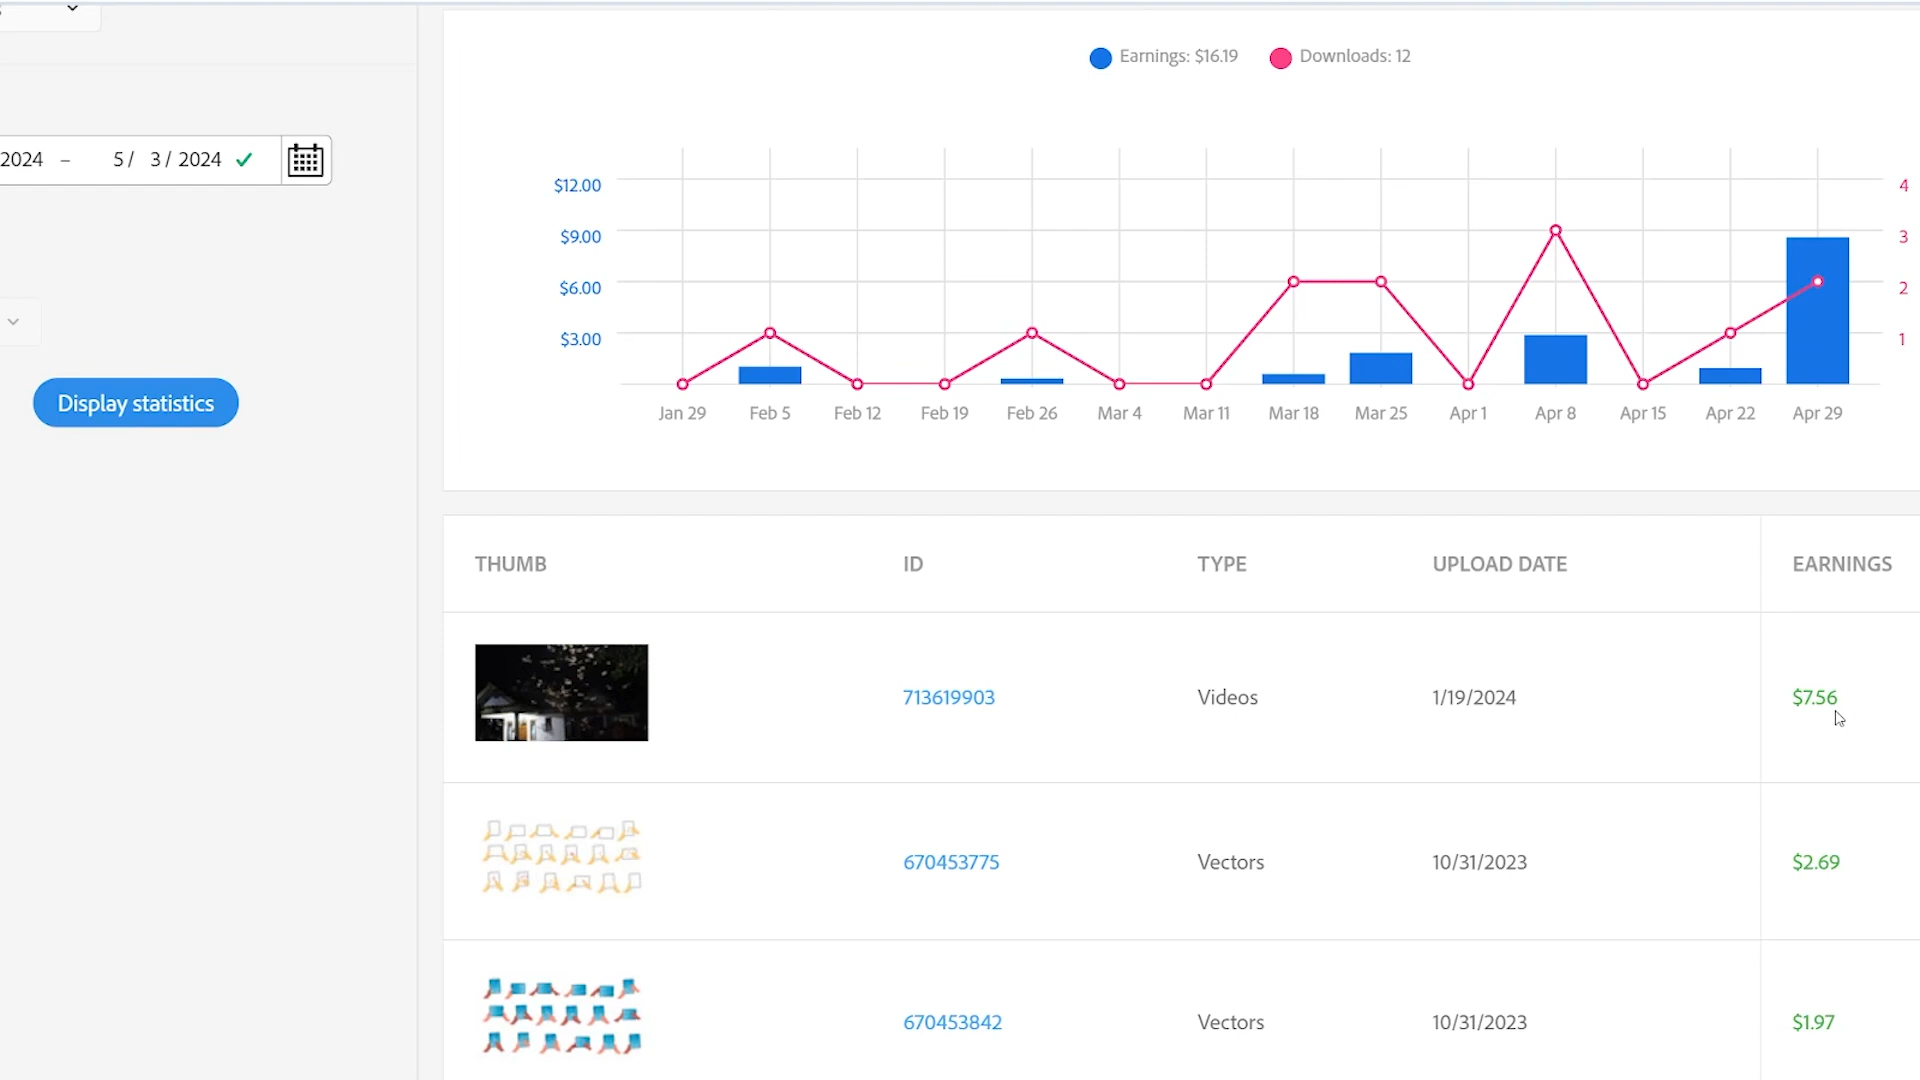 Earnings: $16.19 Downloads: 12
2024 – 5 / 3 / 2024
$12.00 4
$9.00 3
$6.00 2
$3.00 1
Jan 29 Feb 5 Feb 12 Feb 19 Feb 26 Mar 4 Mar 11 Mar 18 Mar 25 Apr 1 Apr 8 Apr 15 Apr 22 Apr 29
Display statistics
THUMB ID TYPE UPLOAD DATE EARNINGS
713619903 Videos 1/19/2024 $7.56
670453775 Vectors 10/31/2023 $2.69
670453842 Vectors 10/31/2023 $1.97